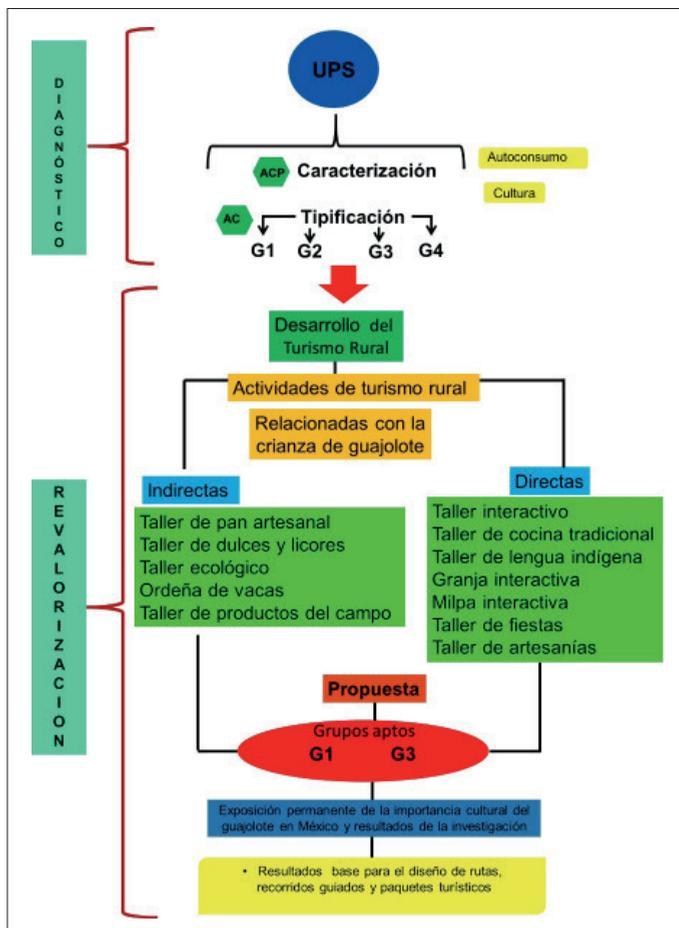 DIAGNÓSTICO
UPS
Autoconsumo
ACP Caracterización
Cultura
AC Tipificación
G1 G2 G3 G4
REVALORIZACION
Desarrollo del
Turismo Rural
Actividades de turismo rural
Relacionadas con la
crianza de guajolote
Indirectas
Taller de pan artesanal
Taller de dulces y licores
Taller ecológico
Ordeña de vacas
Taller de productos del campo
Directas
Taller interactivo
Taller de cocina tradicional
Taller de lengua indígena
Granja interactiva
Milpa interactiva
Taller de fiestas
Taller de artesanías
Propuesta
Grupos aptos
G1 G3
Exposición permanente de la importancia cultural del
guajolote en México y resultados de la investigación
• Resultados base para el diseño de rutas,
recorridos guiados y paquetes turísticos